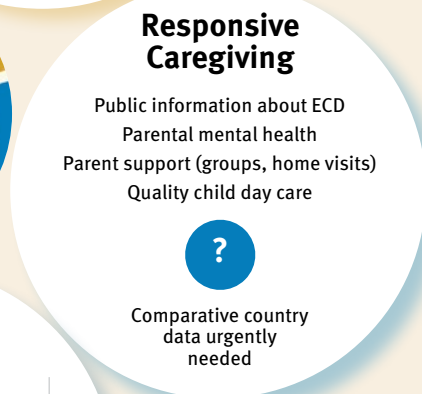 Responsive
Caregiving
Public information about ECD
Parental mental health
Parent support (groups, home visits)
Quality child day care
?
Comparative country
data urgently
needed